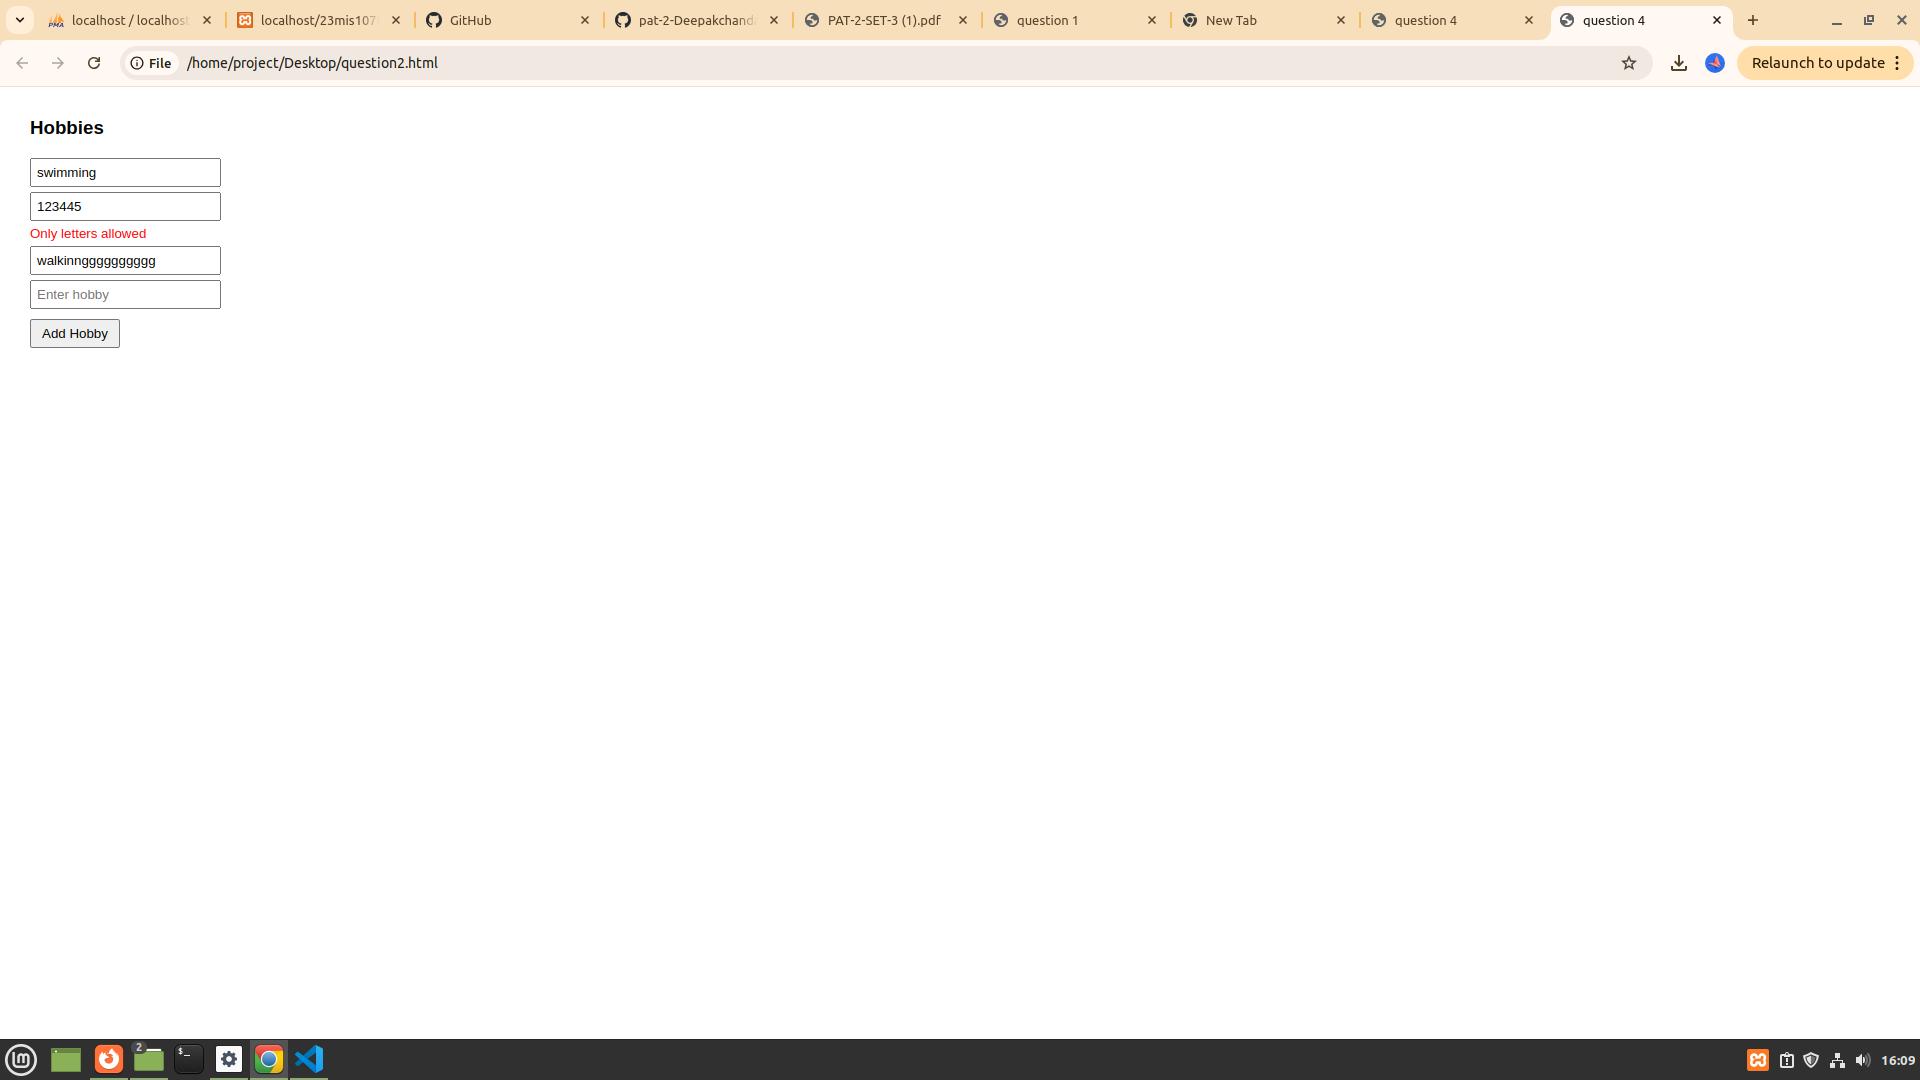 localhost / localhost
localhost/23mis107
GitHub
pat-2-Deepakchand
PAT-2-SET-3 (1).pdf
question 1
New Tab
question 4
question 4
File
/home/project/Desktop/question2.html
Relaunch to update
Hobbies
swimming
123445
Only letters allowed
walkinngggggggggg
Enter hobby
Add Hobby
2
16:09